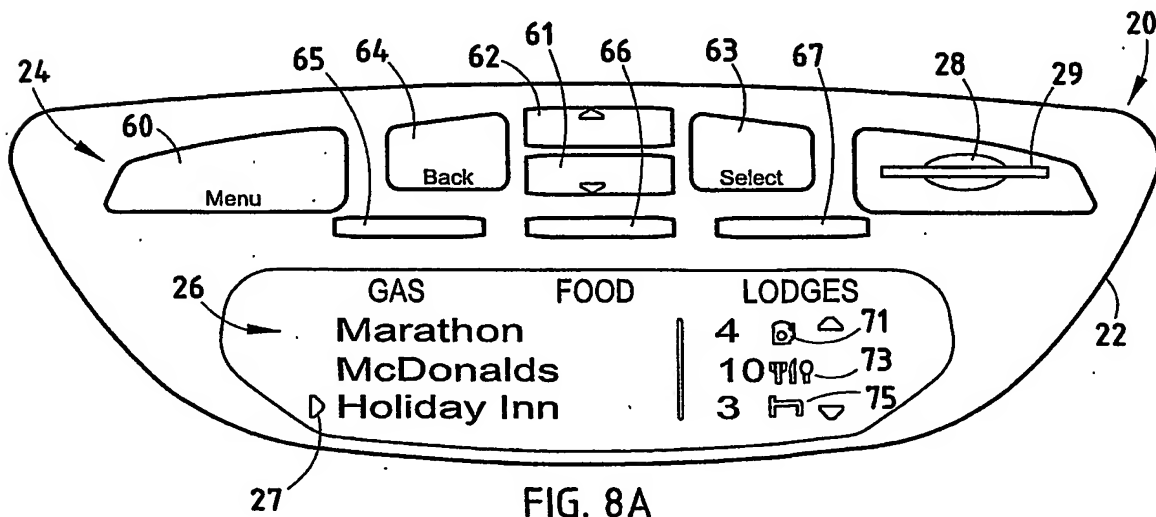 20
61
64 62 66 63 67 28
65 29
24
60
Back Select
Menu
GAS FOOD LODGES
26
Marathon 4 71
McDonalds 10 73
Holiday Inn 3 75
22
27
FIG. 8A